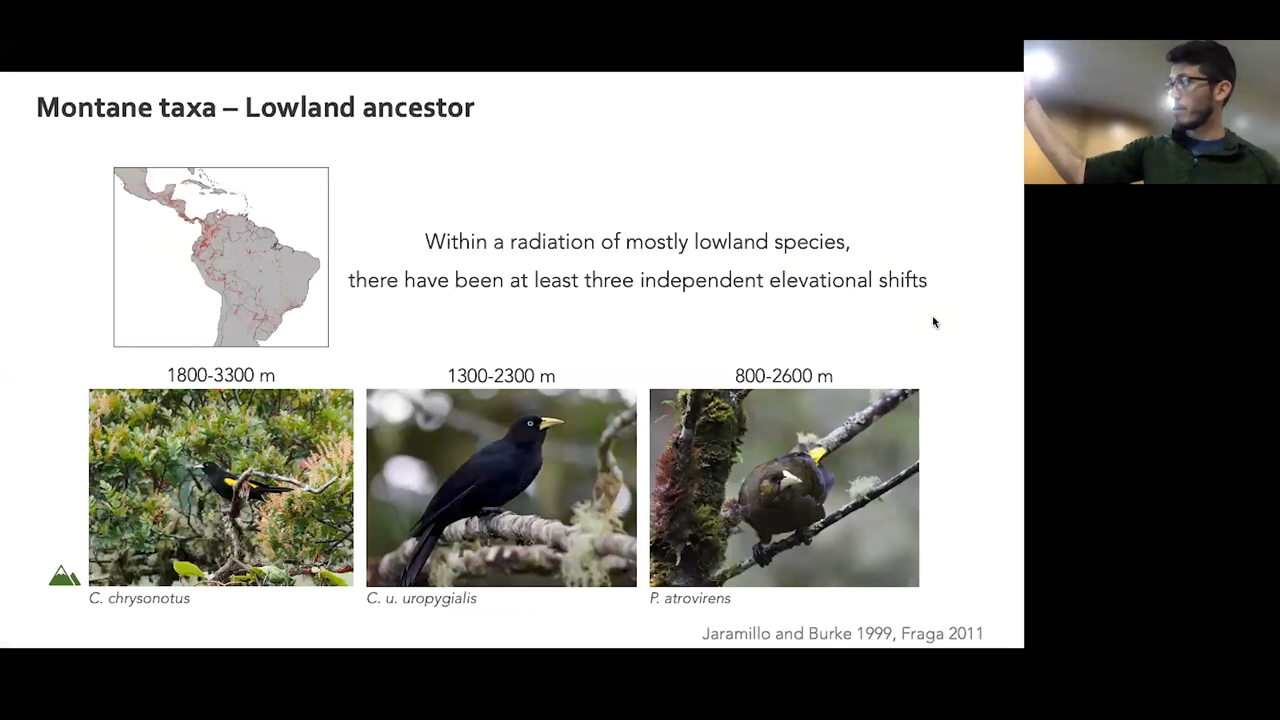 Montane taxa – Lowland ancestor
Within a radiation of mostly lowland species,
there have been at least three independent elevational shifts
1800-3300 m
1300-2300 m
800-2600 m
C. chrysonotus
C. u. uropygialis
P. atrovirens
Jaramillo and Burke 1999, Fraga 2011